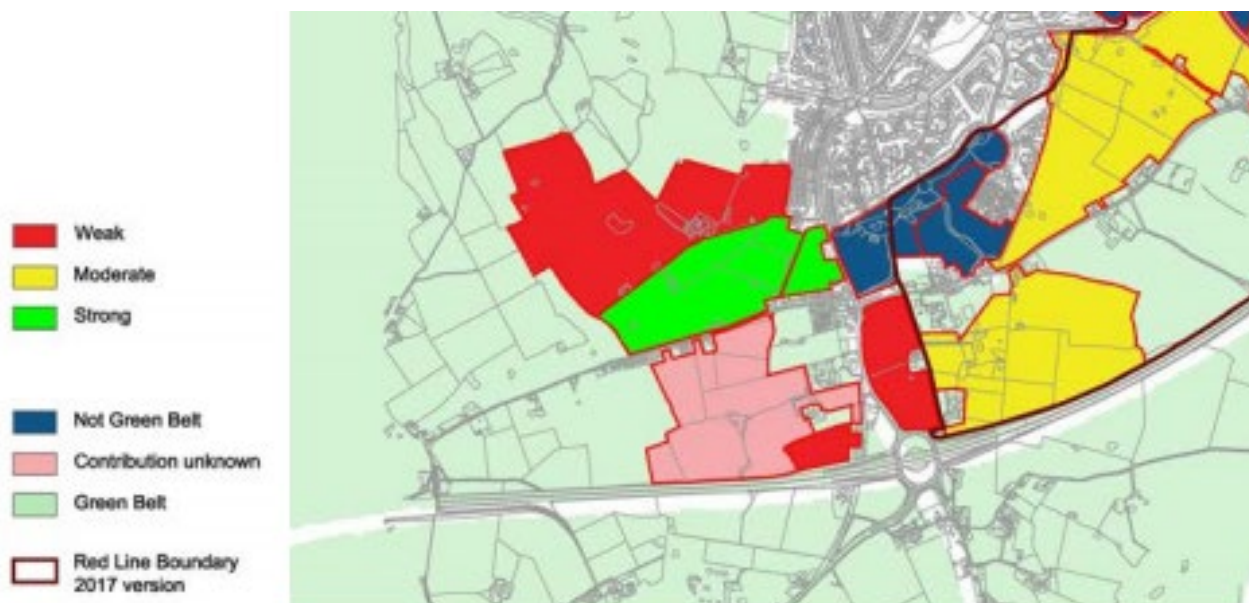 Weak
Moderate
Strong
Not Green Belt
Contribution unknown
Green Belt
Red Line Boundary
2017 version